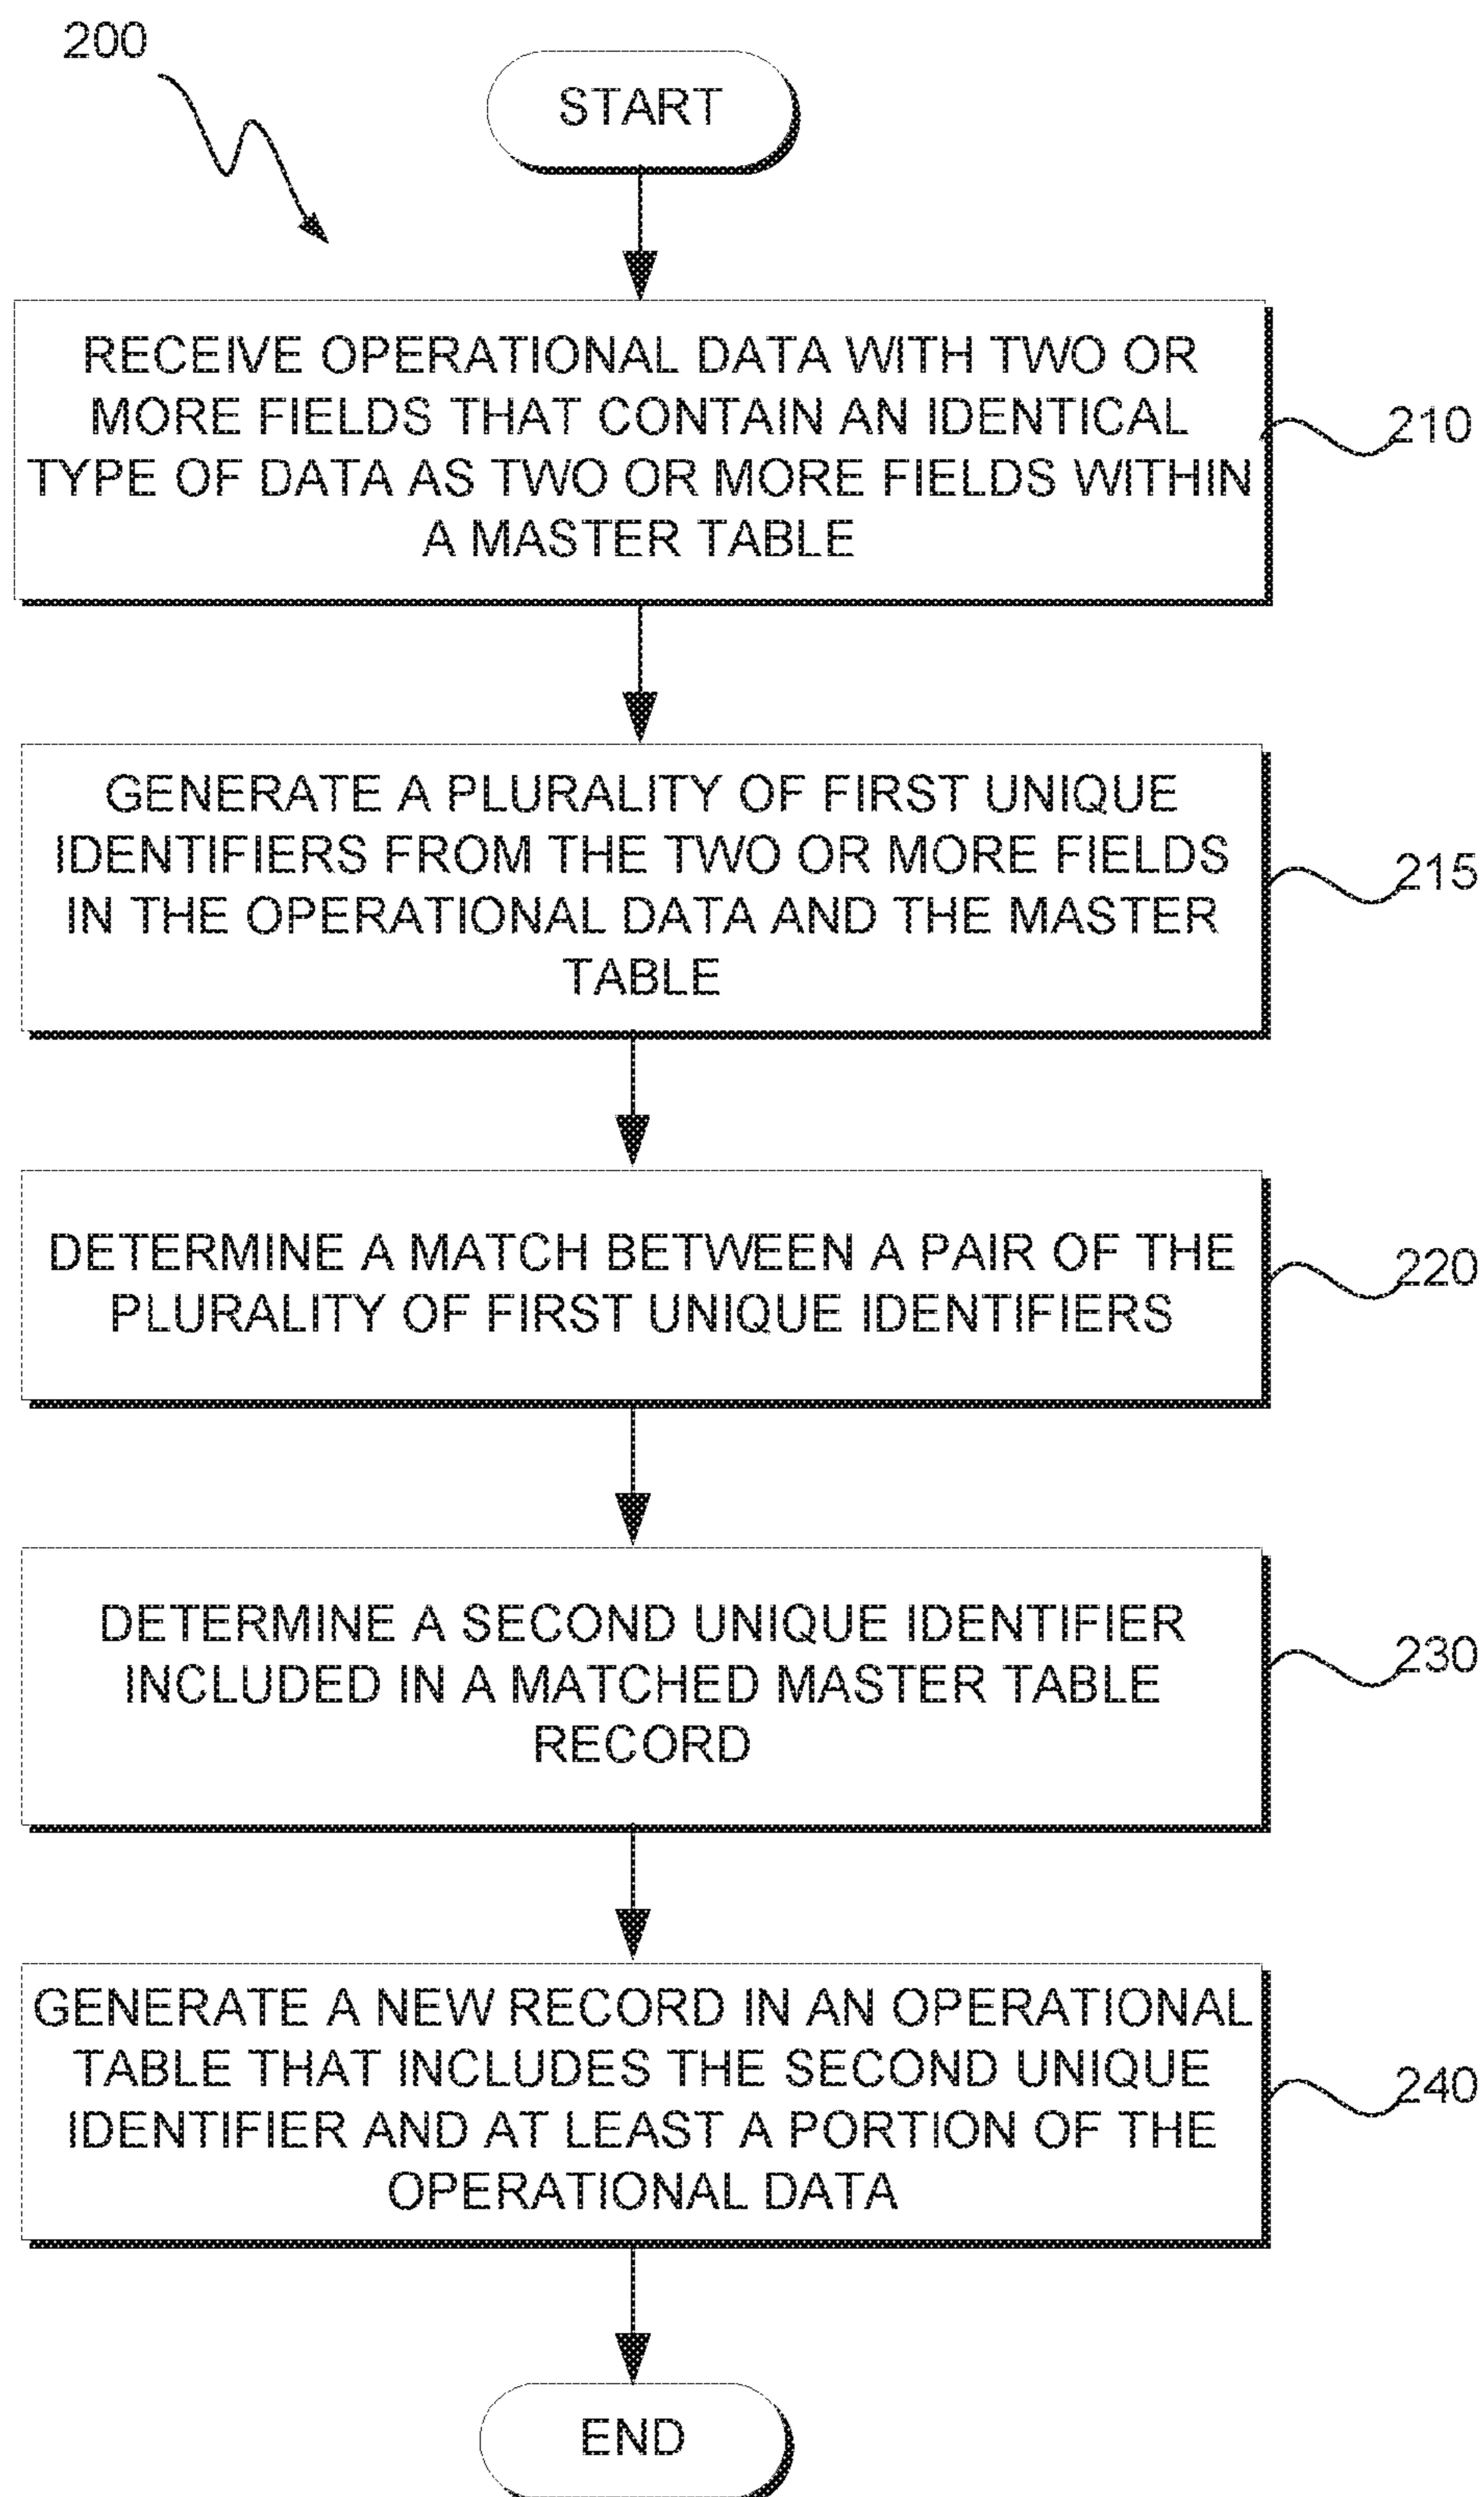 200
START
RECEIVE OPERATIONAL DATA WITH TWO OR
MORE FIELDS THAT CONTAIN AN IDENTICAL
TYPE OF DATA AS TWO OR MORE FIELDS WITHIN
A MASTER TABLE
210
GENERATE A PLURALITY OF FIRST UNIQUE
IDENTIFIERS FROM THE TWO OR MORE FIELDS
IN THE OPERATIONAL DATA AND THE MASTER
TABLE
215
DETERMINE A MATCH BETWEEN A PAIR OF THE
PLURALITY OF FIRST UNIQUE IDENTIFIERS
220
DETERMINE A SECOND UNIQUE IDENTIFIER
INCLUDED IN A MATCHED MASTER TABLE
RECORD
230
GENERATE A NEW RECORD IN AN OPERATIONAL
TABLE THAT INCLUDES THE SECOND UNIQUE
IDENTIFIER AND AT LEAST A PORTION OF THE
OPERATIONAL DATA
240
END